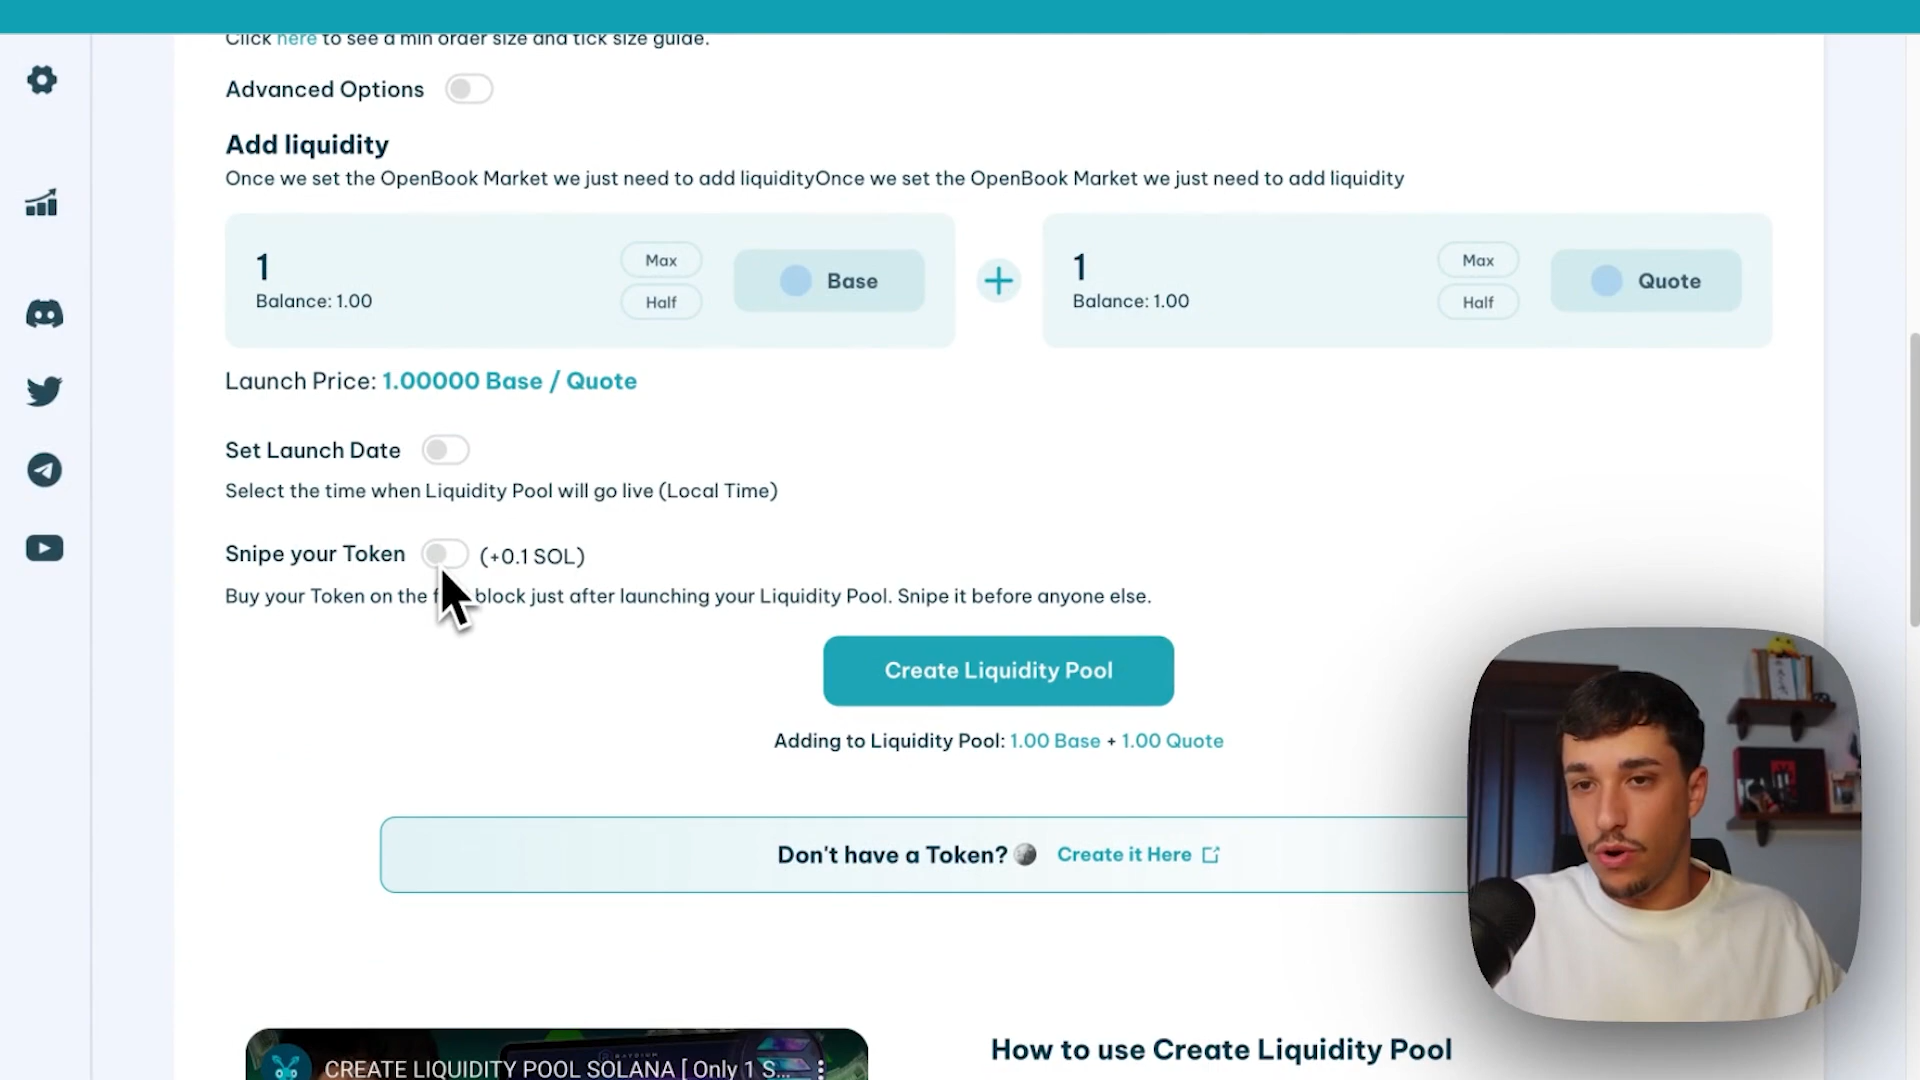 Click here to see a min order size and tick size guide.
Advanced Options
Add liquidity
Once we set the OpenBook Market we just need to add liquidityOnce we set the OpenBook Market we just need to add liquidity
1
Max
Base
Balance: 1.00
Half
1
Max
Quote
Balance: 1.00
Half
Launch Price: 1.00000 Base / Quote
Set Launch Date
Select the time when Liquidity Pool will go live (Local Time)
Snipe your Token (+0.1 SOL)
Buy your Token on the block just after launching your Liquidity Pool. Snipe it before anyone else.
Create Liquidity Pool
Adding to Liquidity Pool: 1.00 Base + 1.00 Quote
Don't have a Token? Create it Here
How to use Create Liquidity Pool
CREATE LIQUIDITY POOL SOLANA [ Only 1 S...